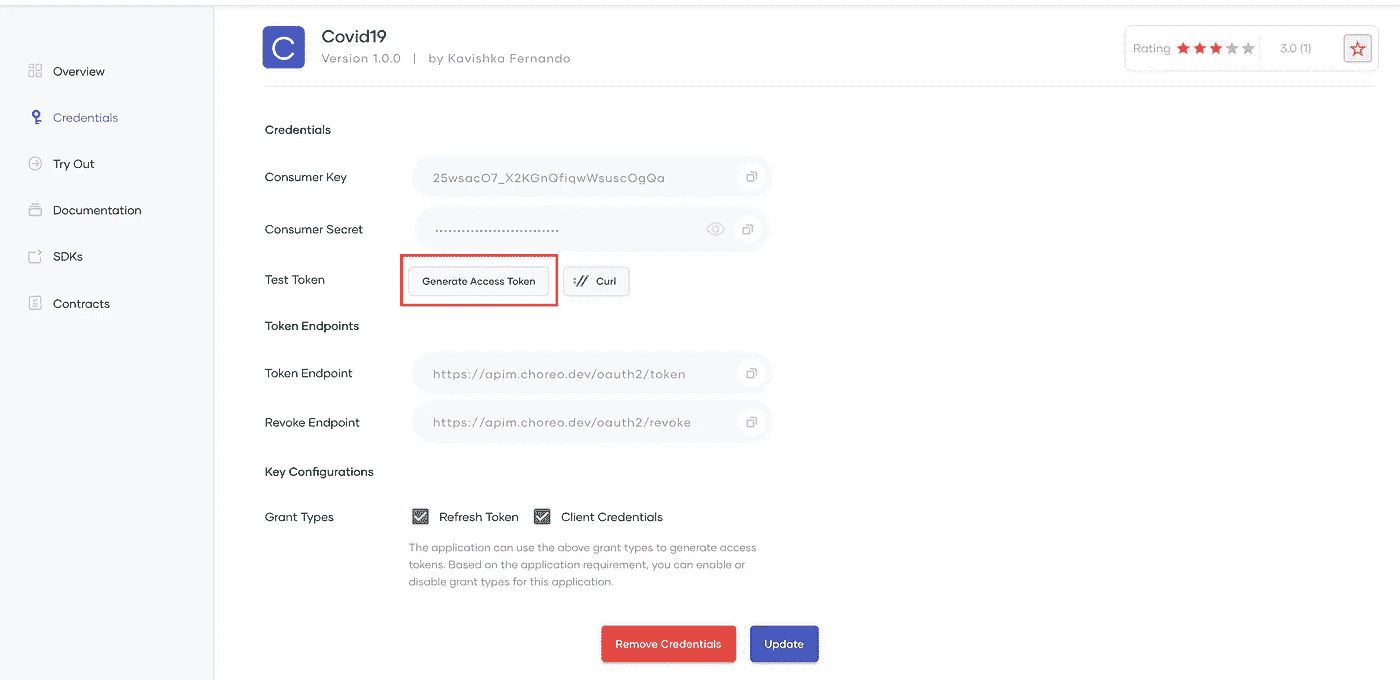 C
Covid19
Version 1.0.0 | by Kavishka Fernando
Rating 3.0 (1)
Overview
Credentials
Try Out
Documentation
SDKs
Contracts
Credentials
Consumer Key 25wsacO7_X2KGnQfiqwWsuscOgQa
Consumer Secret ••••••••••••••••••••••••••••
Test Token Generate Access Token Curl
Token Endpoints
Token Endpoint https://apim.choreo.dev/oauth2/token
Revoke Endpoint https://apim.choreo.dev/oauth2/revoke
Key Configurations
Grant Types Refresh Token Client Credentials
The application can use the above grant types to generate access
tokens. Based on the application requirement, you can enable or
disable grant types for this application.
Remove Credentials Update